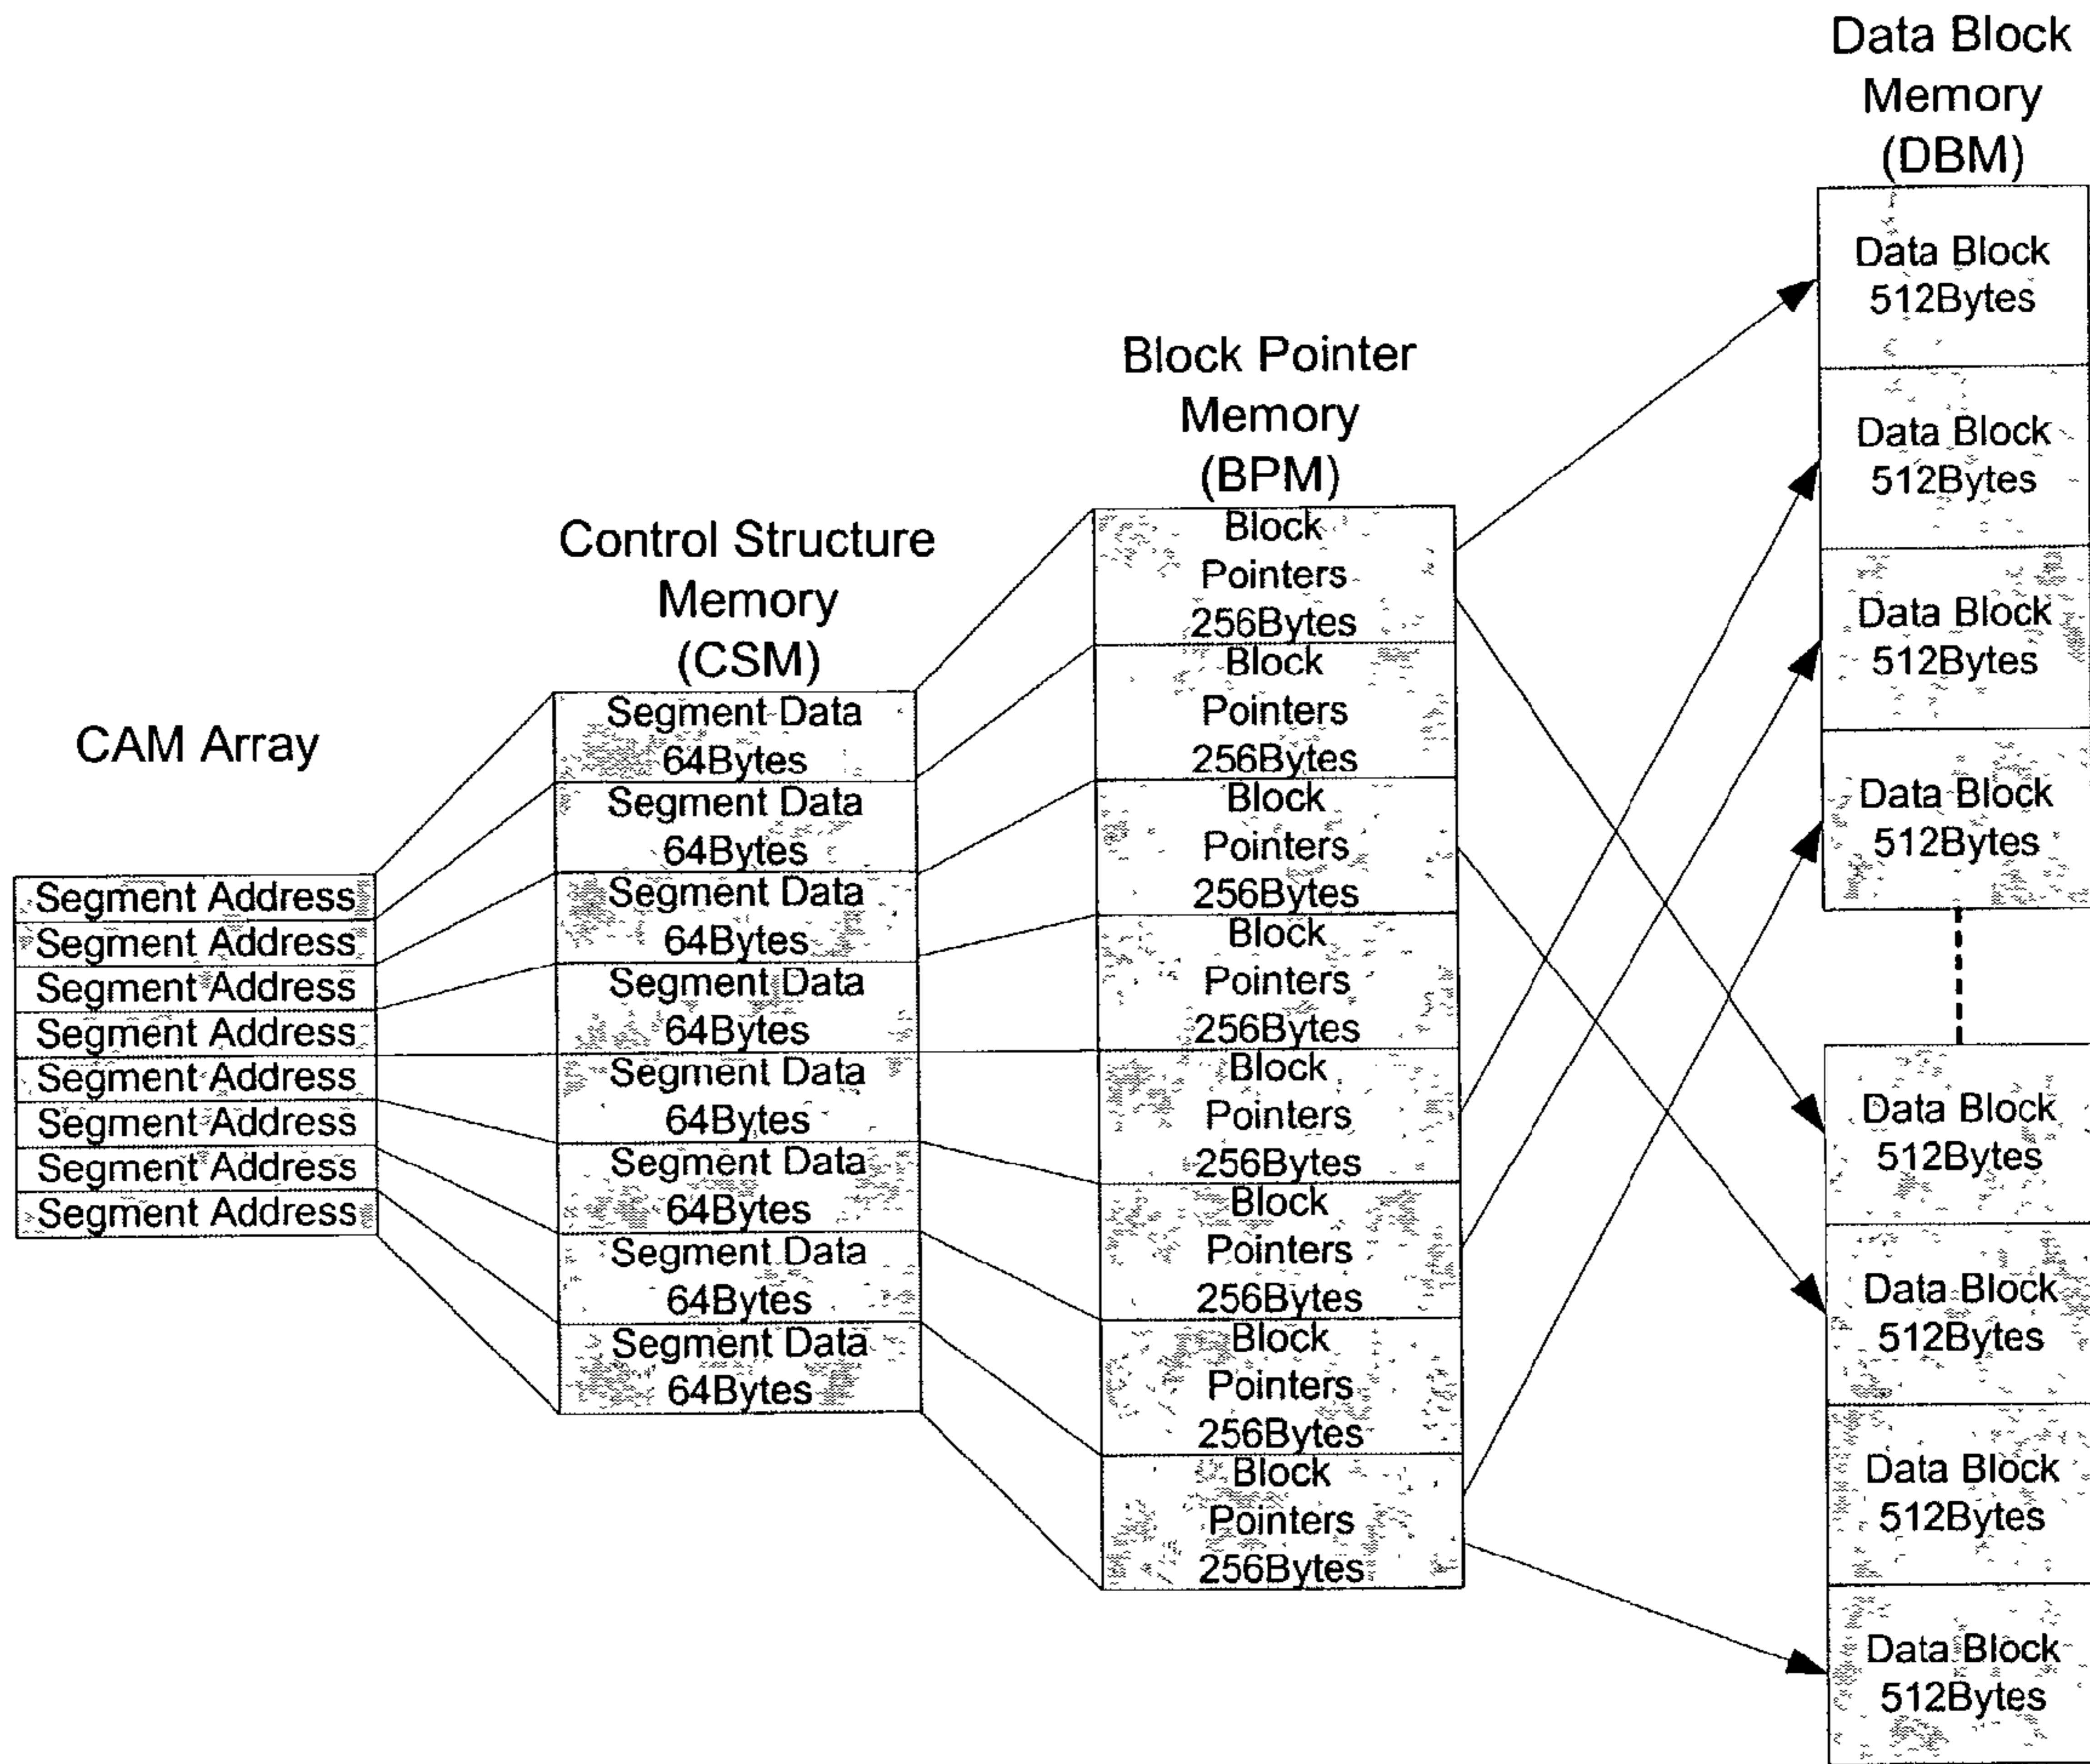 Data Block
Memory
(DBM)
Data Block
512Bytes
Data Block
512Bytes
Data Block
512Bytes
Data Block
512Bytes
Data Block
512Bytes
Data Block
512Bytes
Data Block
512Bytes
Data Block
512Bytes
Block Pointer
Memory
(BPM)
Block
Pointers
256Bytes
Block
Pointers
256Bytes
Block
Pointers
256Bytes
Block
Pointers
256Bytes
Block
Pointers
256Bytes
Block
Pointers
256Bytes
Block
Pointers
256Bytes
Block
Pointers
256Bytes
Control Structure
Memory
(CSM)
Segment Data
64Bytes
Segment Data
64Bytes
Segment Data
64Bytes
Segment Data
64Bytes
Segment Data
64Bytes
Segment Data
64Bytes
Segment Data
64Bytes
Segment Data
64Bytes
CAM Array
Segment Address
Segment Address
Segment Address
Segment Address
Segment Address
Segment Address
Segment Address
Segment Address